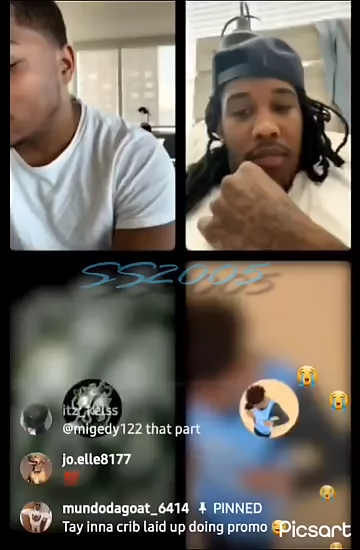 SS2005
itz_kelss
@migedy122 that part
jo.elle8177
💯
mundodagoat_6414 📌 PINNED
Tay inna crib laid up doing promo
Picsart